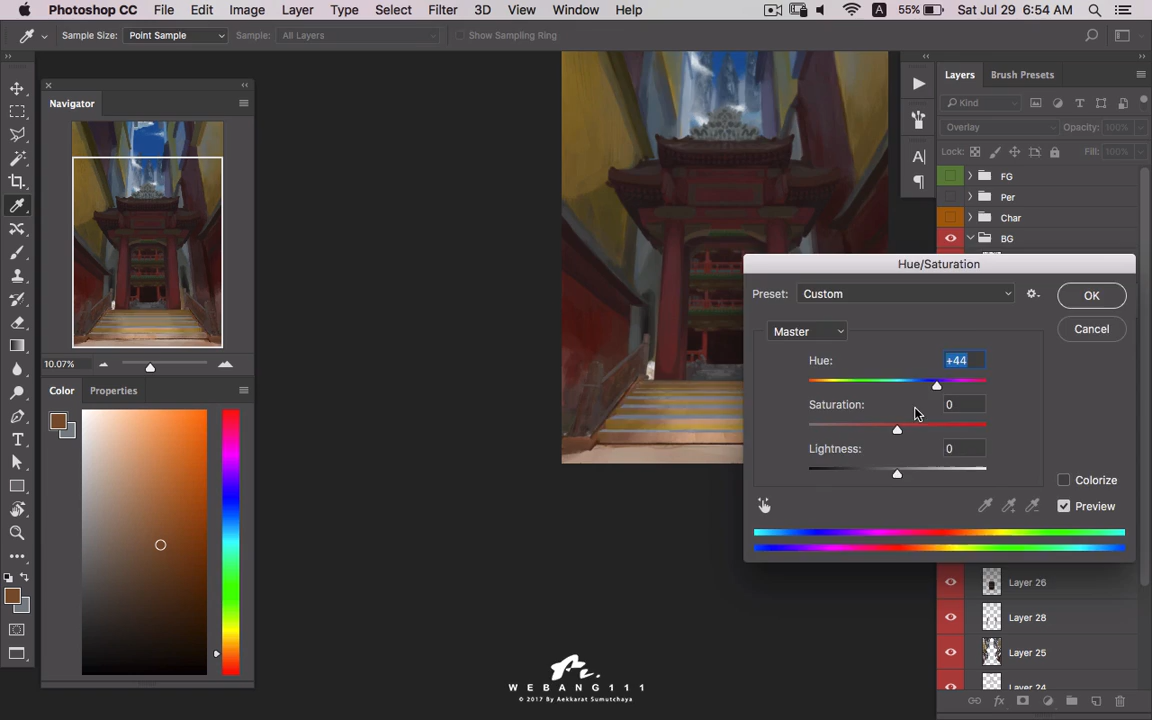 Photoshop CC File Edit Image Layer Type Select Filter 3D View Window Help A 55% Sat Jul 29 6:54 AM
Sample Size: Point Sample Sample: All Layers Show Sampling Ring
Navigator
10.07%
Color Properties
Layers Brush Presets
Kind
Overlay Opacity: 100%
Lock: Fill: 100%
FG
Per
Char
BG
Hue/Saturation
Preset: Custom OK
Master Cancel
Hue: +44
Saturation: 0
Lightness: 0
Colorize
Preview
Layer 26
Layer 28
Layer 25
Layer 24
WEBANG111
© 2017 By Aekkarat Sumutchaya